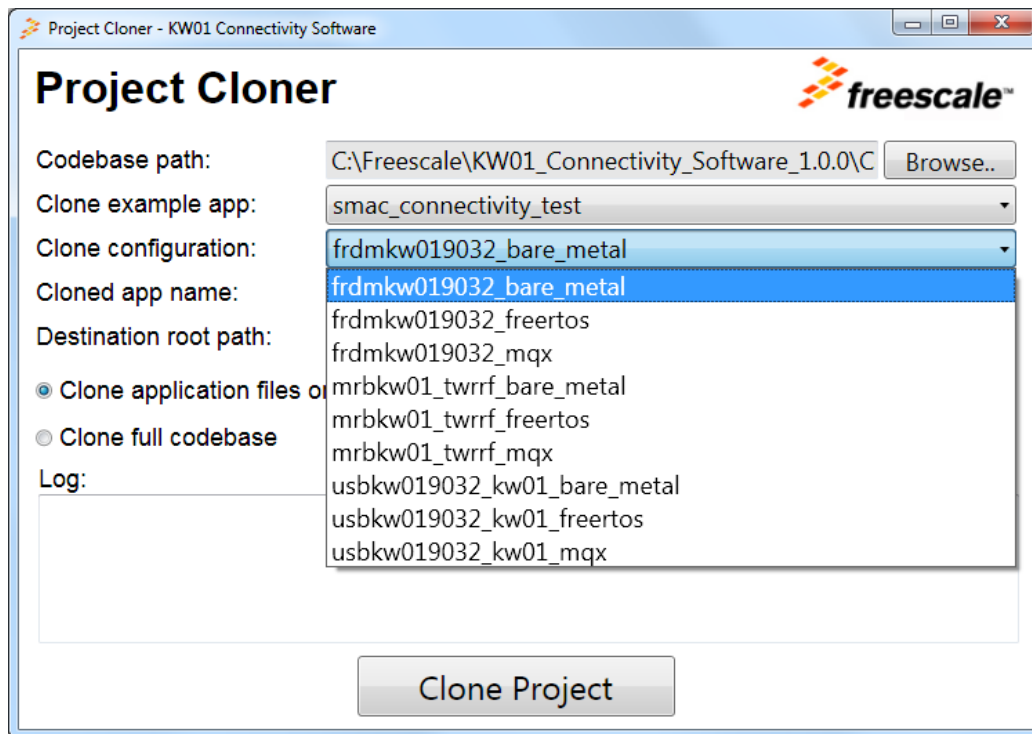 Project Cloner - KW01 Connectivity Software
Project Cloner
freescale™
Codebase path: C:\Freescale\KW01_Connectivity_Software_1.0.0\C Browse..
Clone example app: smac_connectivity_test
Clone configuration: frdmkw019032_bare_metal
Cloned app name: frdmkw019032_bare_metal
frdmkw019032_freertos
Destination root path: frdmkw019032_mqx
Clone application files mrbkw01_twrrf_bare_metal
mrbkw01_twrrf_freertos
Clone full codebase mrbkw01_twrrf_mqx
Log: usbkw019032_kw01_bare_metal
usbkw019032_kw01_freertos
usbkw019032_kw01_mqx
Clone Project